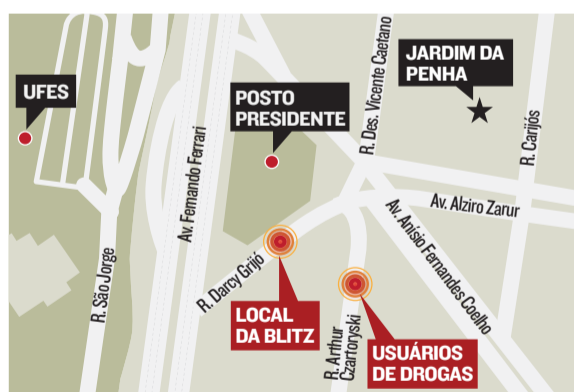 UFES
POSTO
PRESIDENTE
JARDIM DA
PENHA
R. Des. Vicente Caetano
R. Carijós
Av. Fernando Ferrari
Av. Alziro Zarur
Av. Anísio Fernandes Coelho
R. São Jorge
R. Darcy Grijó
LOCAL
DA BLITZ
R. Arthur
Czartoryski
USUÁRIOS
DE DROGAS